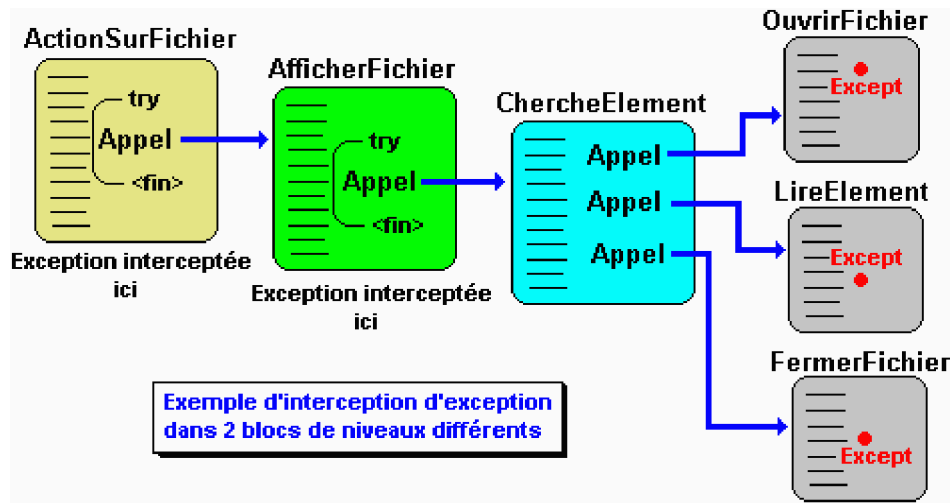 ActionSurFichier
try
Appel
<fin>
Exception interceptée
ici
AfficherFichier
try
Appel
<fin>
Exception interceptée
ici
ChercheElement
Appel
Appel
Appel
OuvrirFichier
Except
LireElement
Except
FermerFichier
Except
Exemple d'interception d'exception
dans 2 blocs de niveaux différents